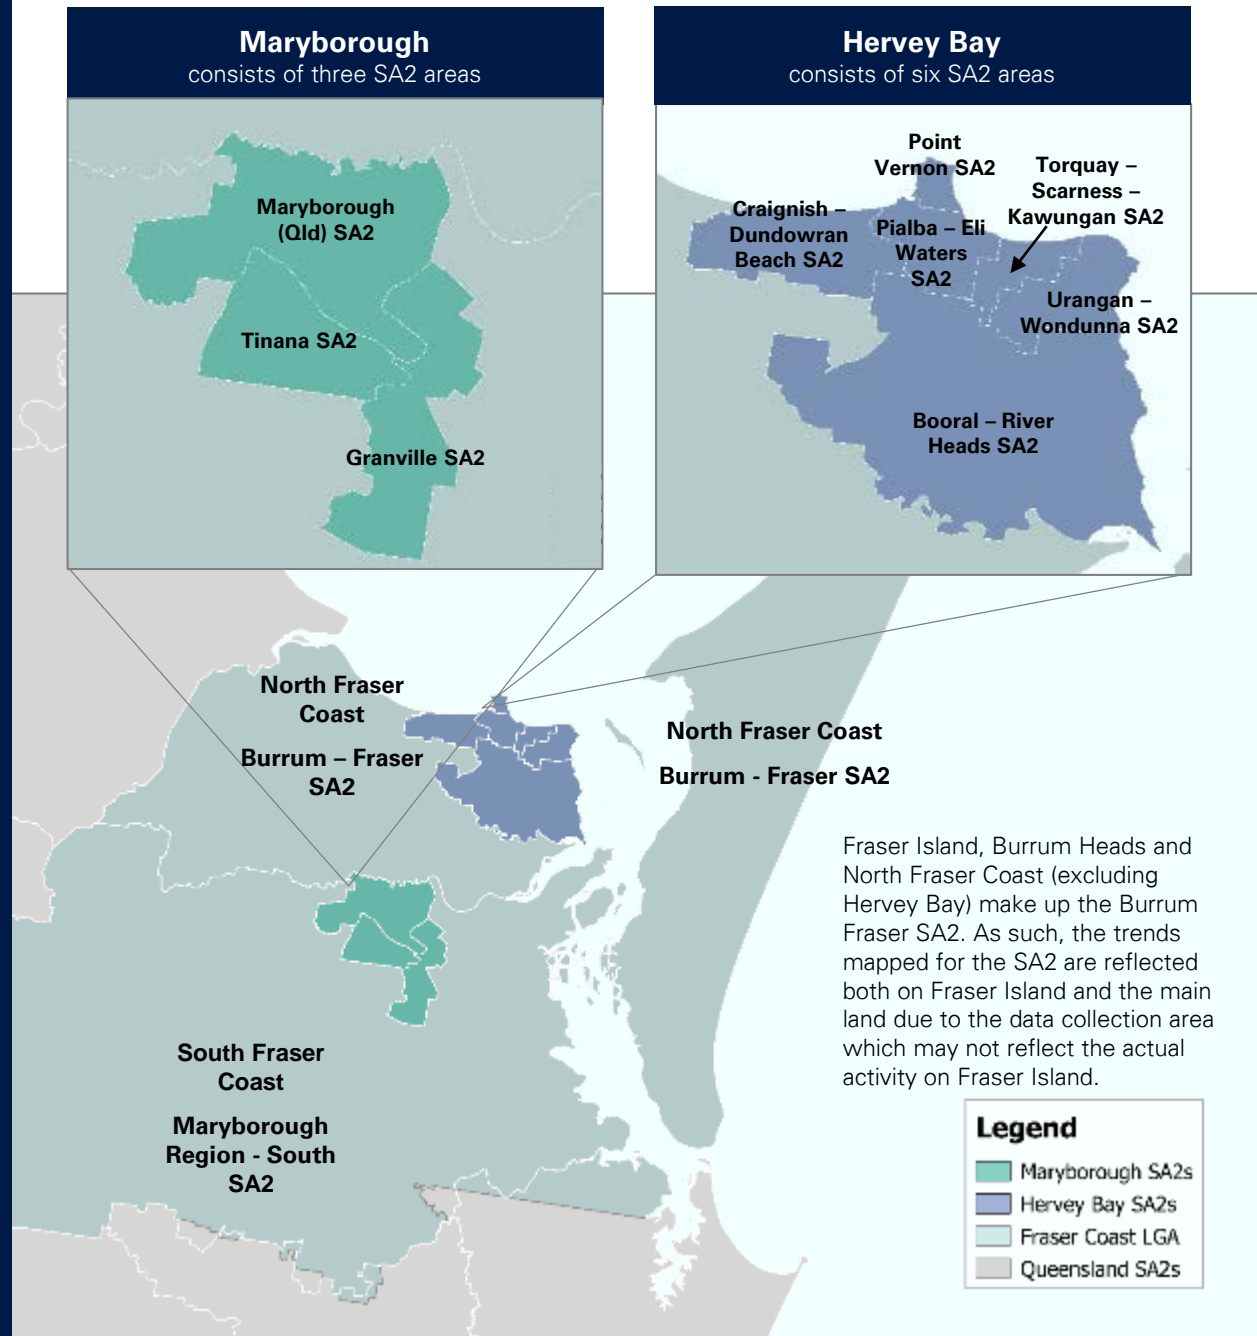 Maryborough
consists of three SA2 areas
Maryborough
(Qld) SA2
Tinana SA2
Granville SA2
Hervey Bay
consists of six SA2 areas
Point
Vernon SA2
Torquay –
Scarness –
Kawungan SA2
Craignish –
Dundowran
Beach SA2
Pialba – Eli
Waters
SA2
Urangan –
Wondunna SA2
Booral – River
Heads SA2
North Fraser
Coast
Burrum – Fraser
SA2
North Fraser Coast
Burrum - Fraser SA2
Fraser Island, Burrum Heads and
North Fraser Coast (excluding
Hervey Bay) make up the Burrum
Fraser SA2. As such, the trends
mapped for the SA2 are reflected
both on Fraser Island and the main
land due to the data collection area
which may not reflect the actual
activity on Fraser Island.
South Fraser
Coast
Maryborough
Region - South
SA2
Legend
Maryborough SA2s
Hervey Bay SA2s
Fraser Coast LGA
Queensland SA2s